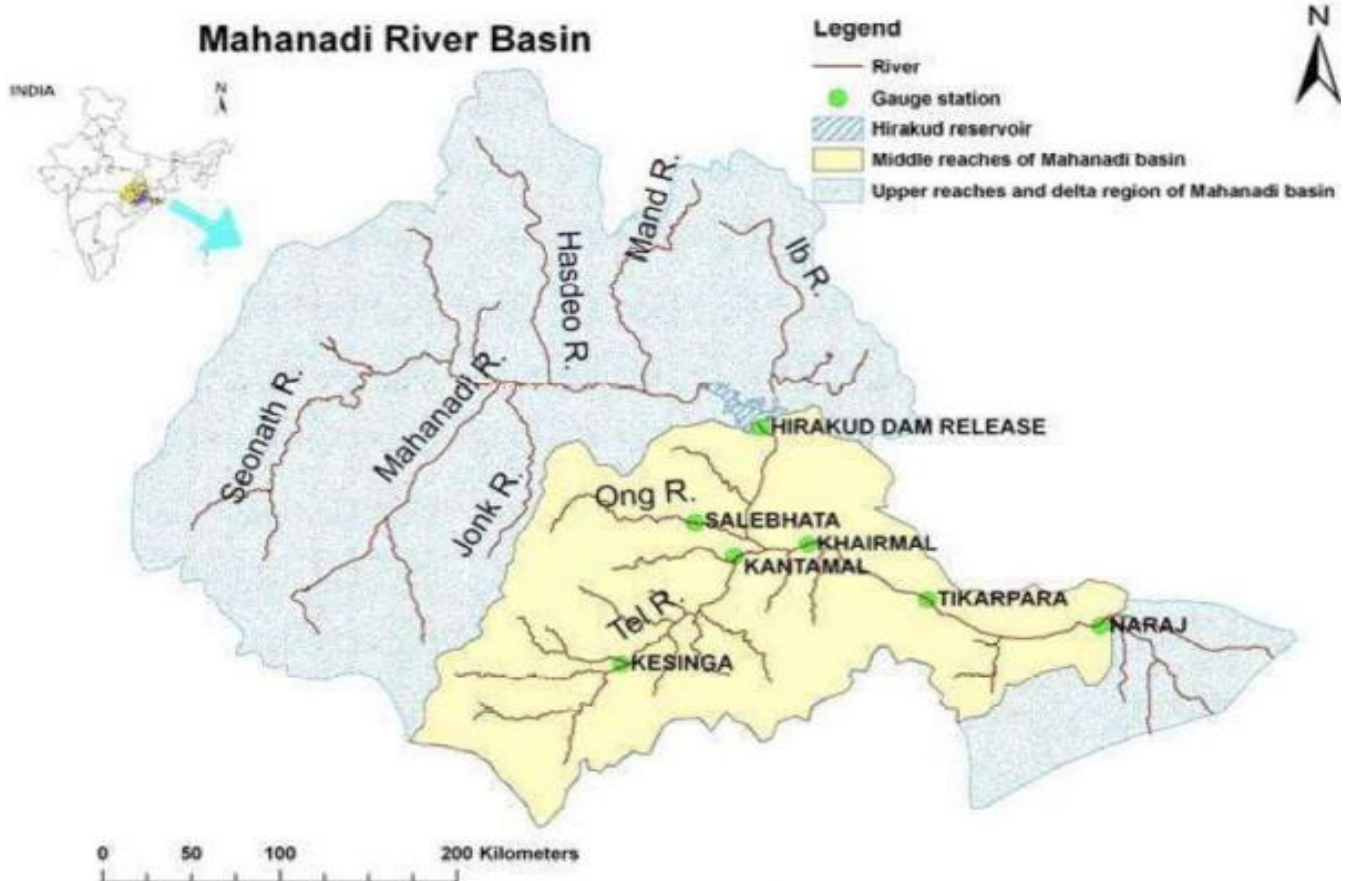 Mahanadi River Basin
INDIA
N
N
Legend
River
Gauge station
Hirakud reservoir
Middle reaches of Mahanadi basin
Upper reaches and delta region of Mahanadi basin
Hasdeo R.
Mand R.
Ib R.
Seonath R.
Mahanadi R.
Jonk R.
HIRAKUD DAM RELEASE
Ong R.
SALEBHATA
KHAIRMAL
KANTAMAL
TIKARPARA
Tel R.
NARAJ
KESINGA
0 50 100 200 Kilometers